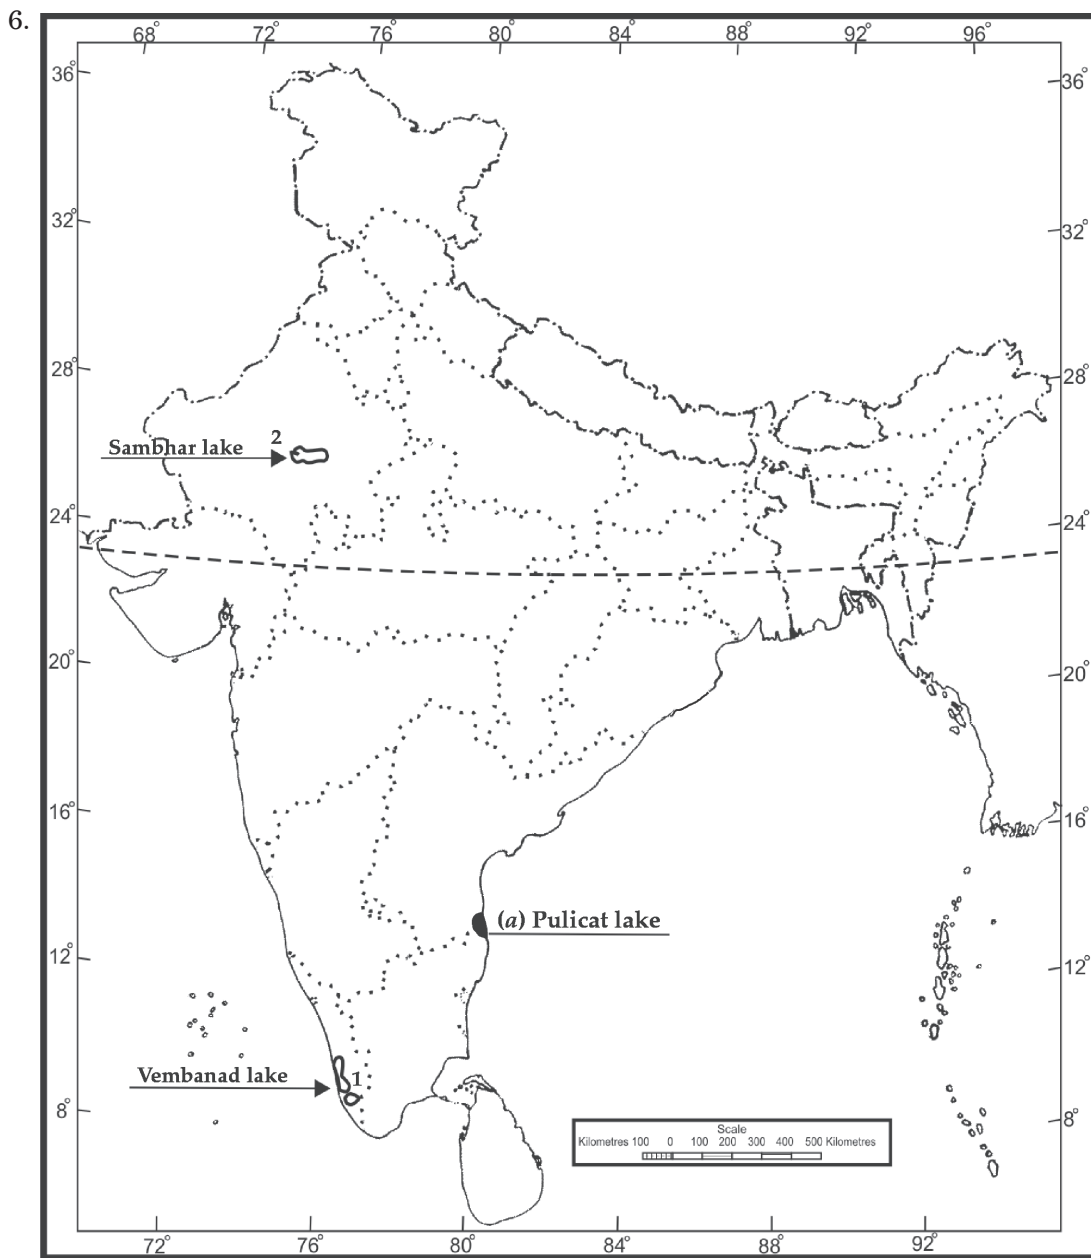 6.
68° 72° 76° 80° 84° 88° 92° 96°
36° 36°
32° 32°
28° 28°
2
Sambhar lake
24° 24°
20° 20°
16° 16°
(a) Pulicat lake
12° 12°
Vembanad lake 1
8° 8°
Scale
Kilometres 100 0 100 200 300 400 500 Kilometres
72° 76° 80° 84° 88° 92°